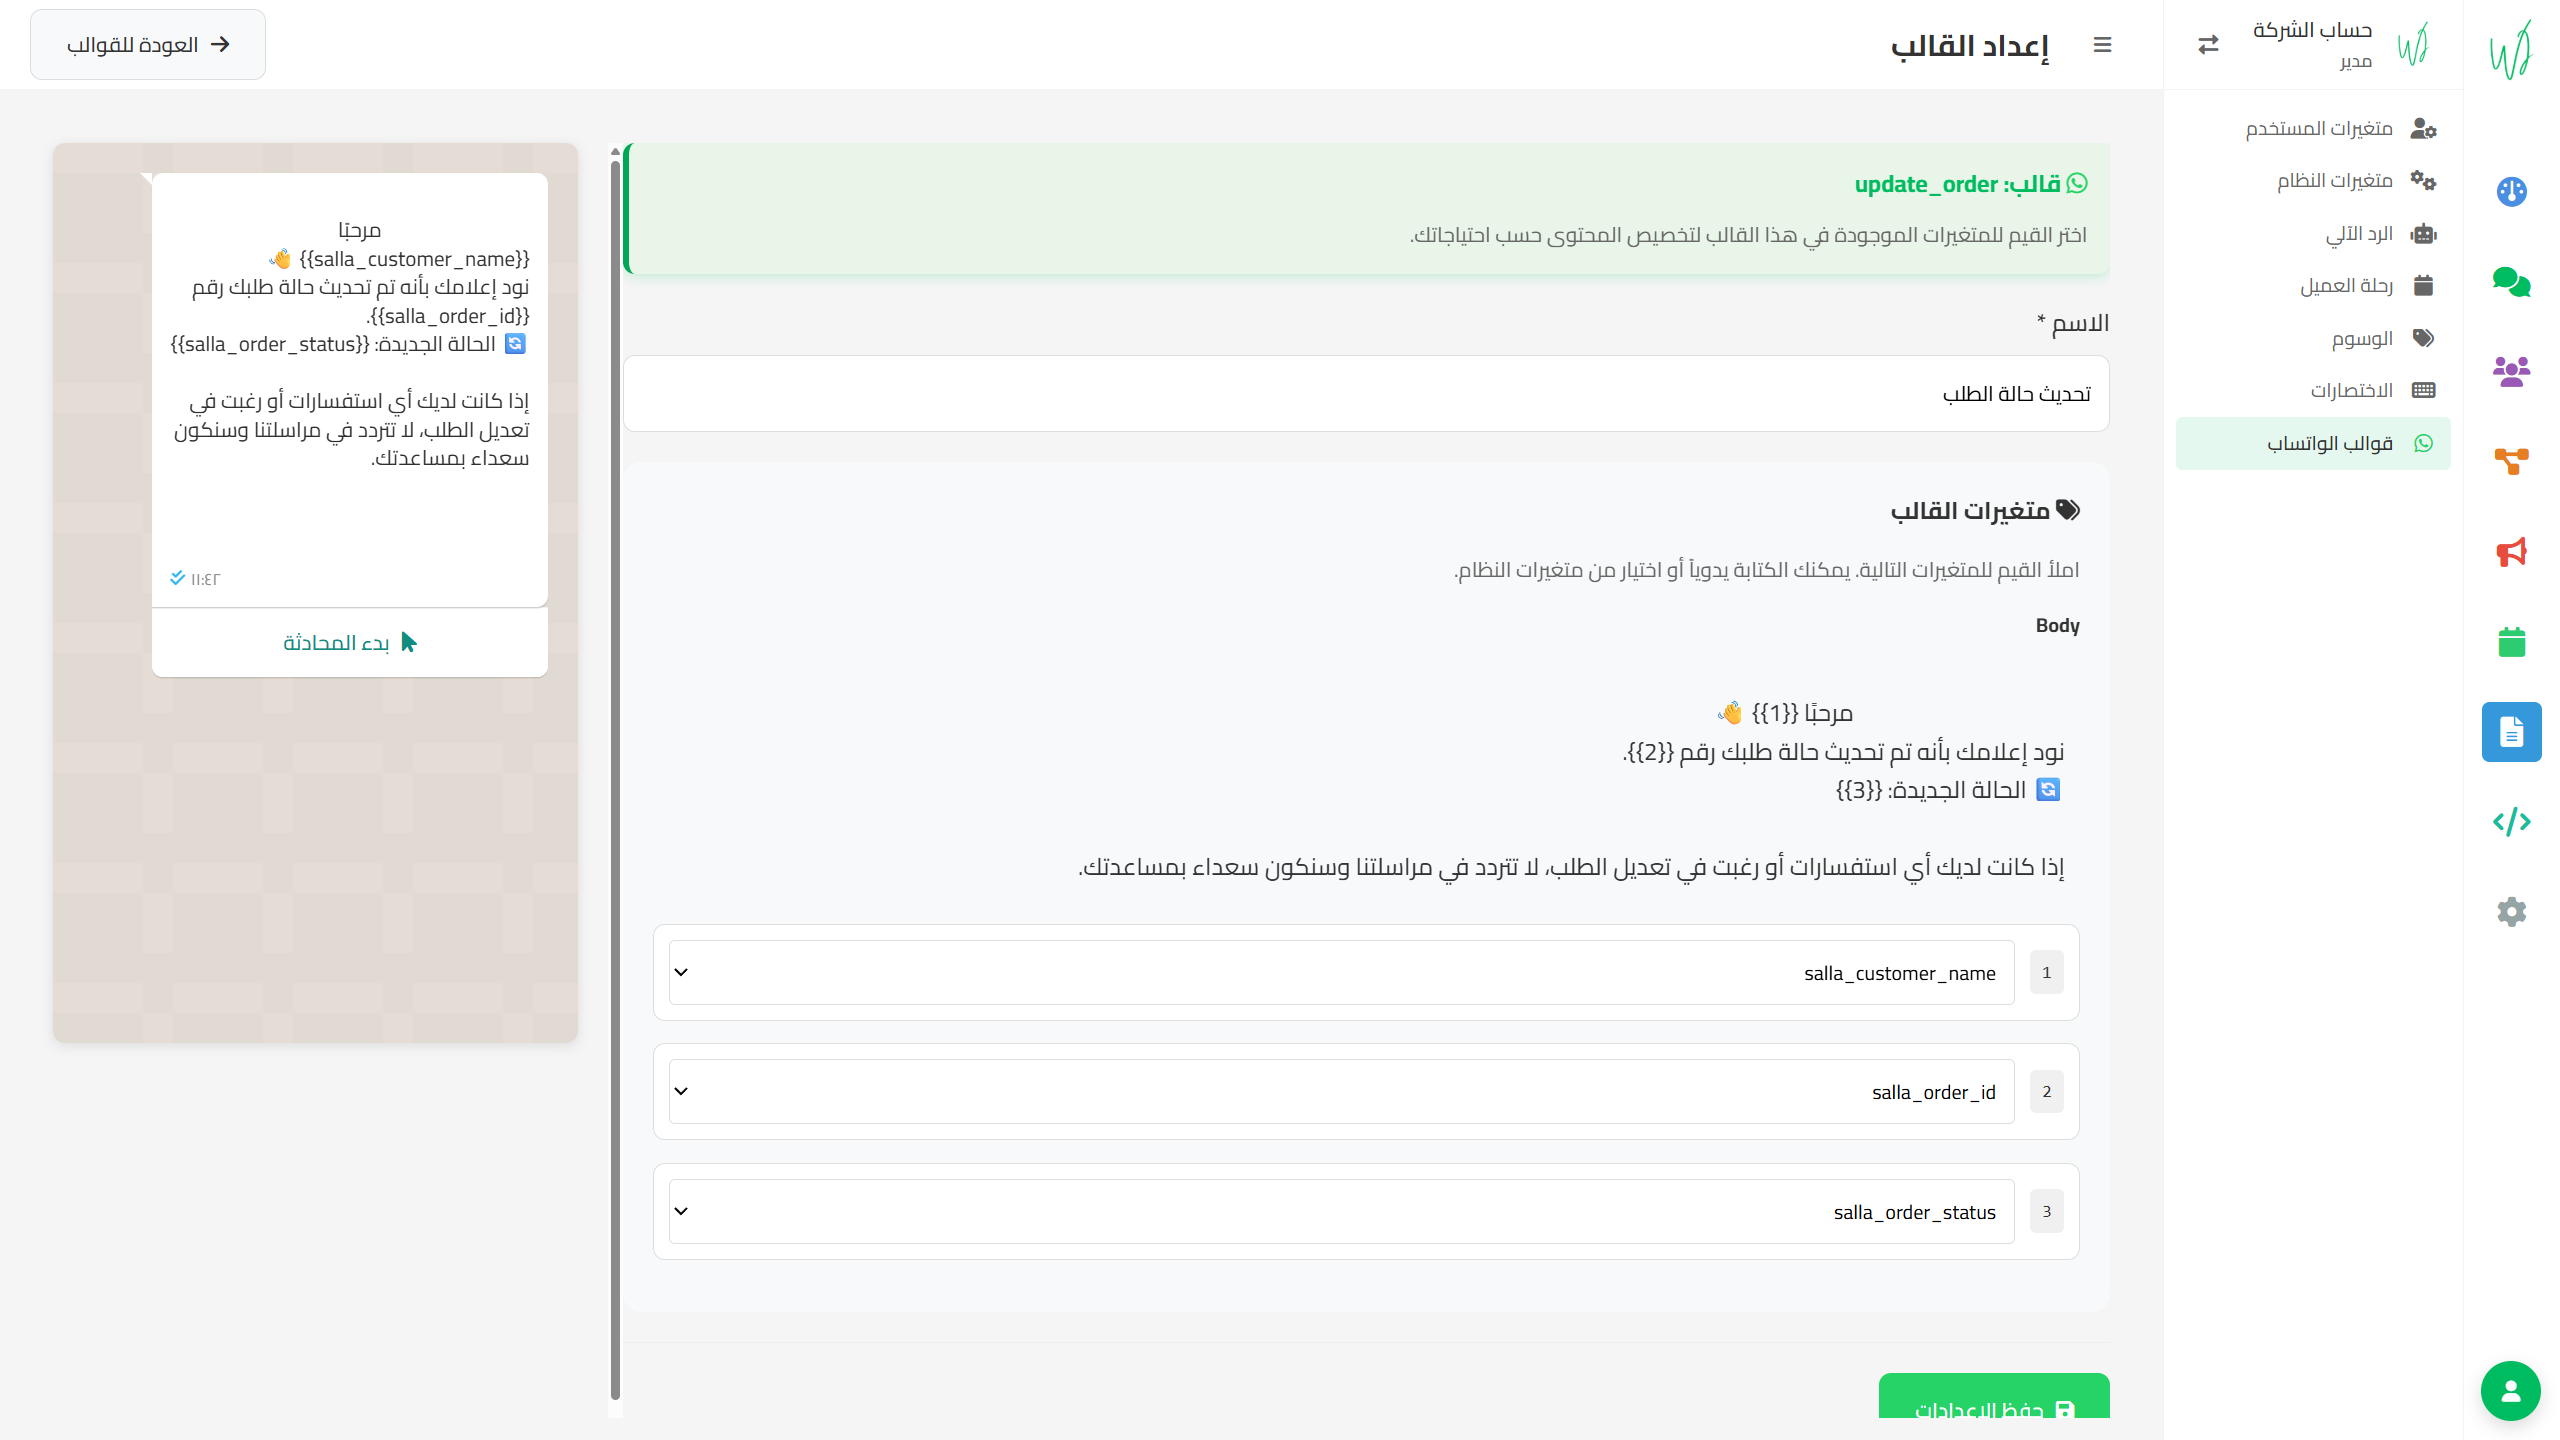 حساب الشركة
مدير
متغيرات المستخدم
متغيرات النظام
الرد الآلي
رحلة العميل
الوسوم
الاختصارات
قوالب الواتساب
إعداد القالب
العودة للقوالب
قالب: update_order
اختر القيم للمتغيرات الموجودة في هذا القالب لتخصيص المحتوى حسب احتياجاتك.
الاسم *
تحديث حالة الطلب
متغيرات القالب
املأ القيم للمتغيرات التالية. يمكنك الكتابة يدوياً أو اختيار من متغيرات النظام.
Body
مرحبًا {{1}} 👋
نود إعلامك بأنه تم تحديث حالة طلبك رقم {{2}}.
🔄 الحالة الجديدة: {{3}}
إذا كانت لديك أي استفسارات أو رغبت في تعديل الطلب، لا تتردد في مراسلتنا وسنكون سعداء بمساعدتك.
1 salla_customer_name
2 salla_order_id
3 salla_order_status
حفظ الإعدادات
مرحبًا
{{salla_customer_name}} 👋
نود إعلامك بأنه تم تحديث حالة طلبك رقم
{{salla_order_id}}.
🔄 الحالة الجديدة: {{salla_order_status}}
إذا كانت لديك أي استفسارات أو رغبت في
تعديل الطلب، لا تتردد في مراسلتنا وسنكون
سعداء بمساعدتك.
١١:٤٢
بدء المحادثة